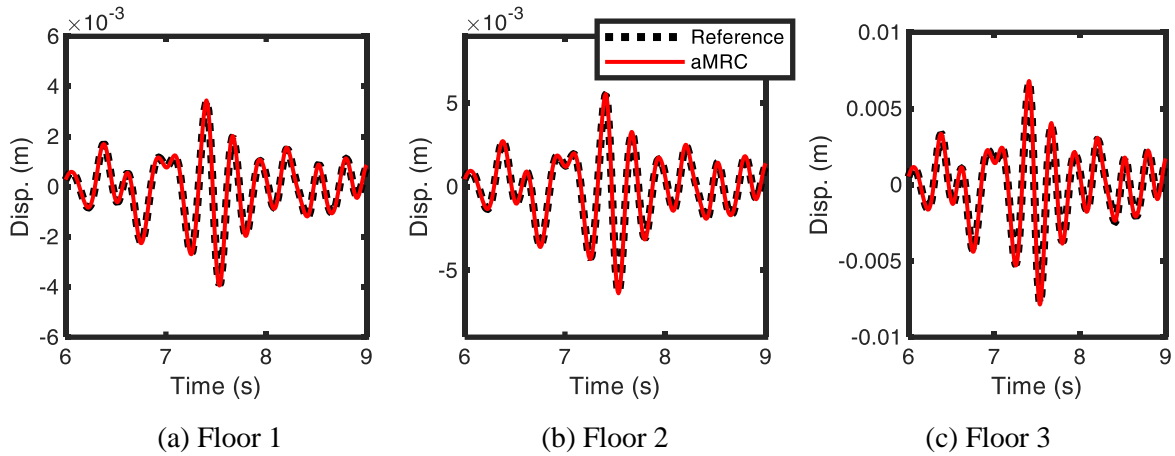 ×10⁻³
6
4
2
0
-2
-4
-6
Disp. (m)
6 7 8 9
Time (s)
(a) Floor 1
×10⁻³
5
0
-5
Disp. (m)
6 7 8 9
Time (s)
(b) Floor 2
Reference
aMRC
0.01
0.005
0
-0.005
-0.01
Disp. (m)
6 7 8 9
Time (s)
(c) Floor 3